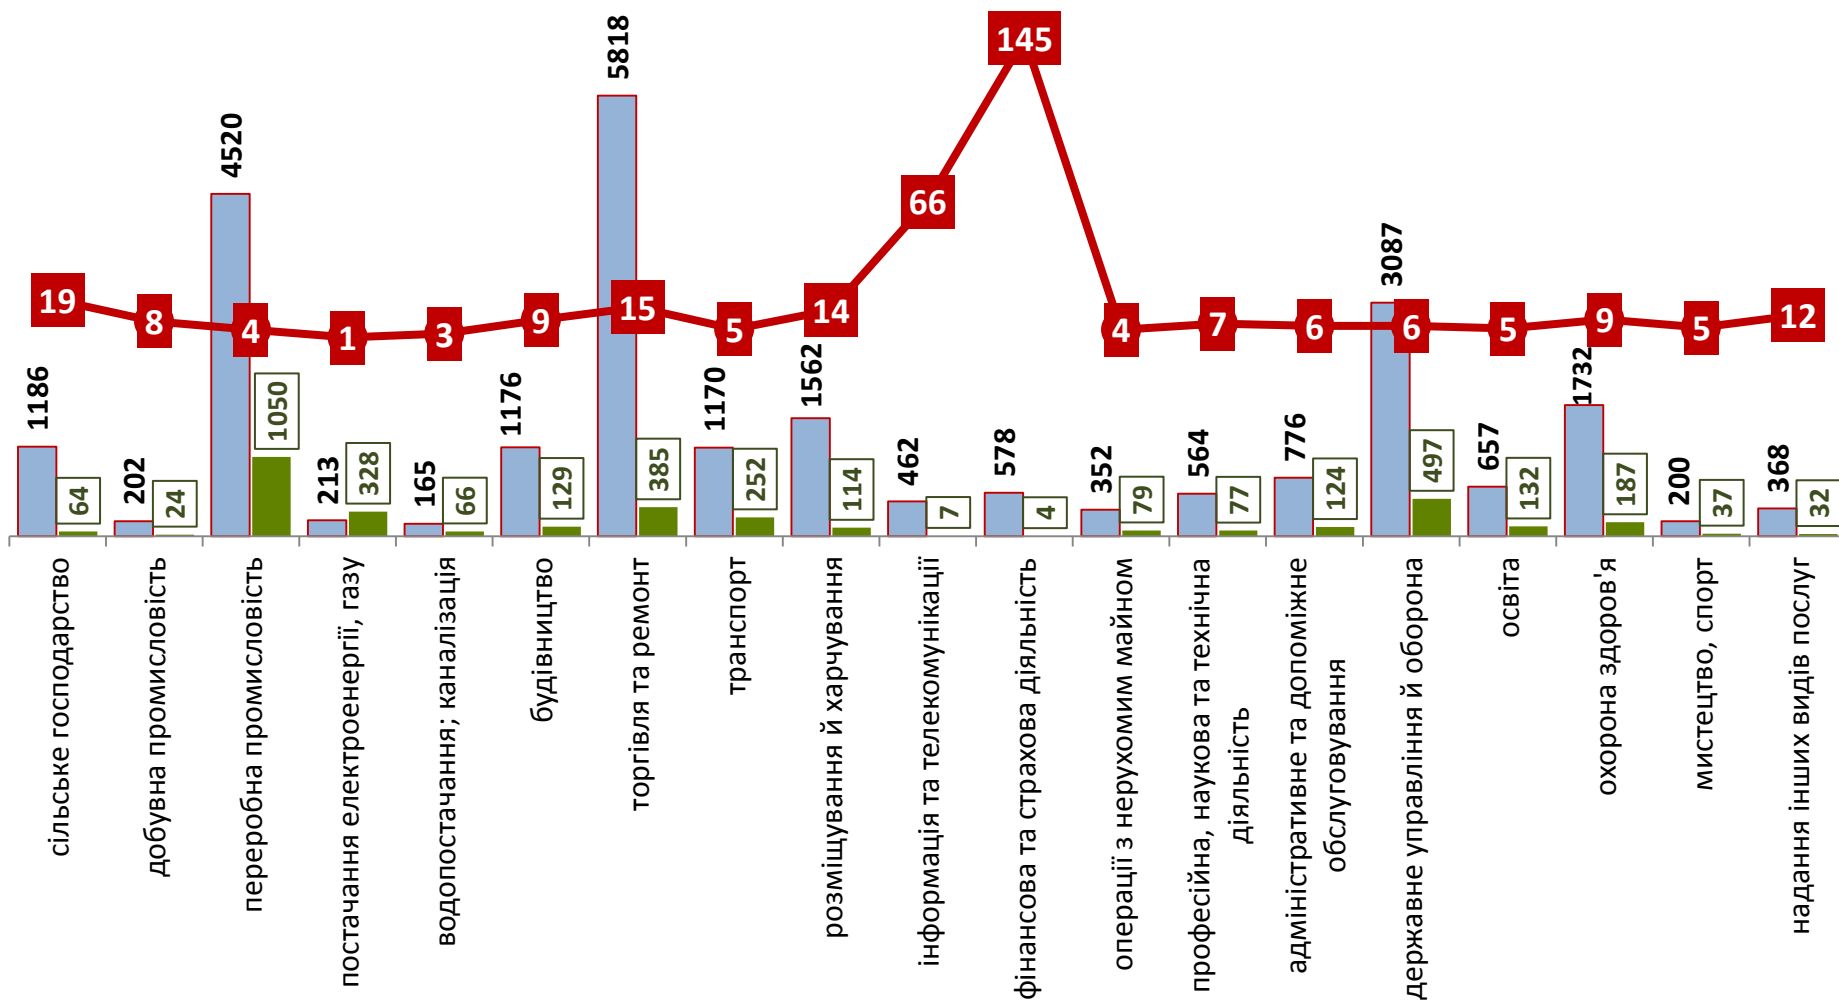 145
66
19
8
4
1
3
9
15
5
14
4
7
6
6
5
9
5
12
1186
202
4520
213
165
1176
5818
1170
1562
462
578
352
564
776
3087
657
1732
200
368
64
24
1050
328
66
129
385
252
114
7
4
79
77
124
497
132
187
37
32
сільське господарство
добувна промисловість
переробна промисловість
постачання електроенергії, газу
водопостачання; каналізація
будівництво
торгівля та ремонт
транспорт
розміщування й харчування
інформація та телекомунікації
фінансова та страхова діяльність
операції з нерухомим майном
професійна, наукова та технічна
діяльність
адміністративне та допоміжне
обслуговування
державне управління й оборона
освіта
охорона здоров'я
мистецтво, спорт
надання інших видів послуг